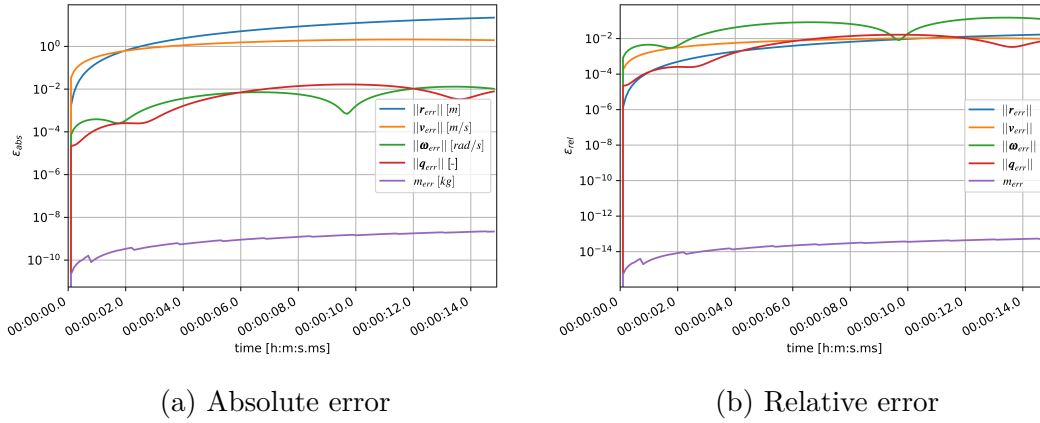 10^0
10^-2
10^-4
10^-6
10^-8
10^-10
ε_abs
||r_err|| [m]
||v_err|| [m/s]
||ω_err|| [rad/s]
||q_err|| [-]
m_err [kg]
00:00:00.0
00:00:02.0
00:00:04.0
00:00:06.0
00:00:08.0
00:00:10.0
00:00:12.0
00:00:14.0
time [h:m:s.ms]
(a) Absolute error
10^-2
10^-4
10^-6
10^-8
10^-10
10^-12
10^-14
ε_rel
||r_err||
||v_err||
||ω_err||
||q_err||
m_err
00:00:00.0
00:00:02.0
00:00:04.0
00:00:06.0
00:00:08.0
00:00:10.0
00:00:12.0
00:00:14.0
time [h:m:s.ms]
(b) Relative error